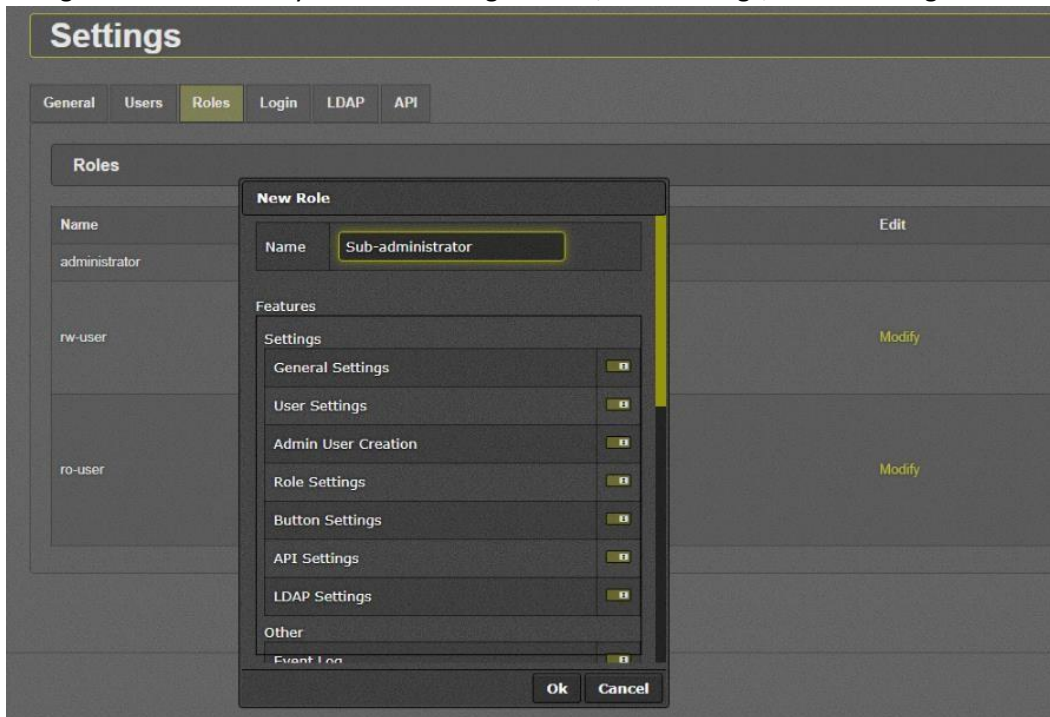 Settings
General Users Roles Login LDAP API
Roles
New Role
Name Edit
Name Sub-administrator
administrator
Features
rw-user Modify
Settings
General Settings
User Settings
Admin User Creation
ro-user Modify
Role Settings
Button Settings
API Settings
LDAP Settings
Other
Event Log
Ok Cancel